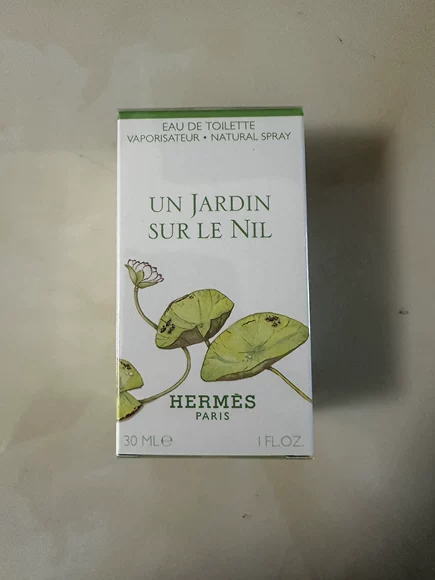 EAU DE TOILETTE
VAPORISATEUR • NATURAL SPRAY
UN JARDIN
SUR LE NIL
HERMÈS
PARIS
30 ML℮ 1 FL.OZ.